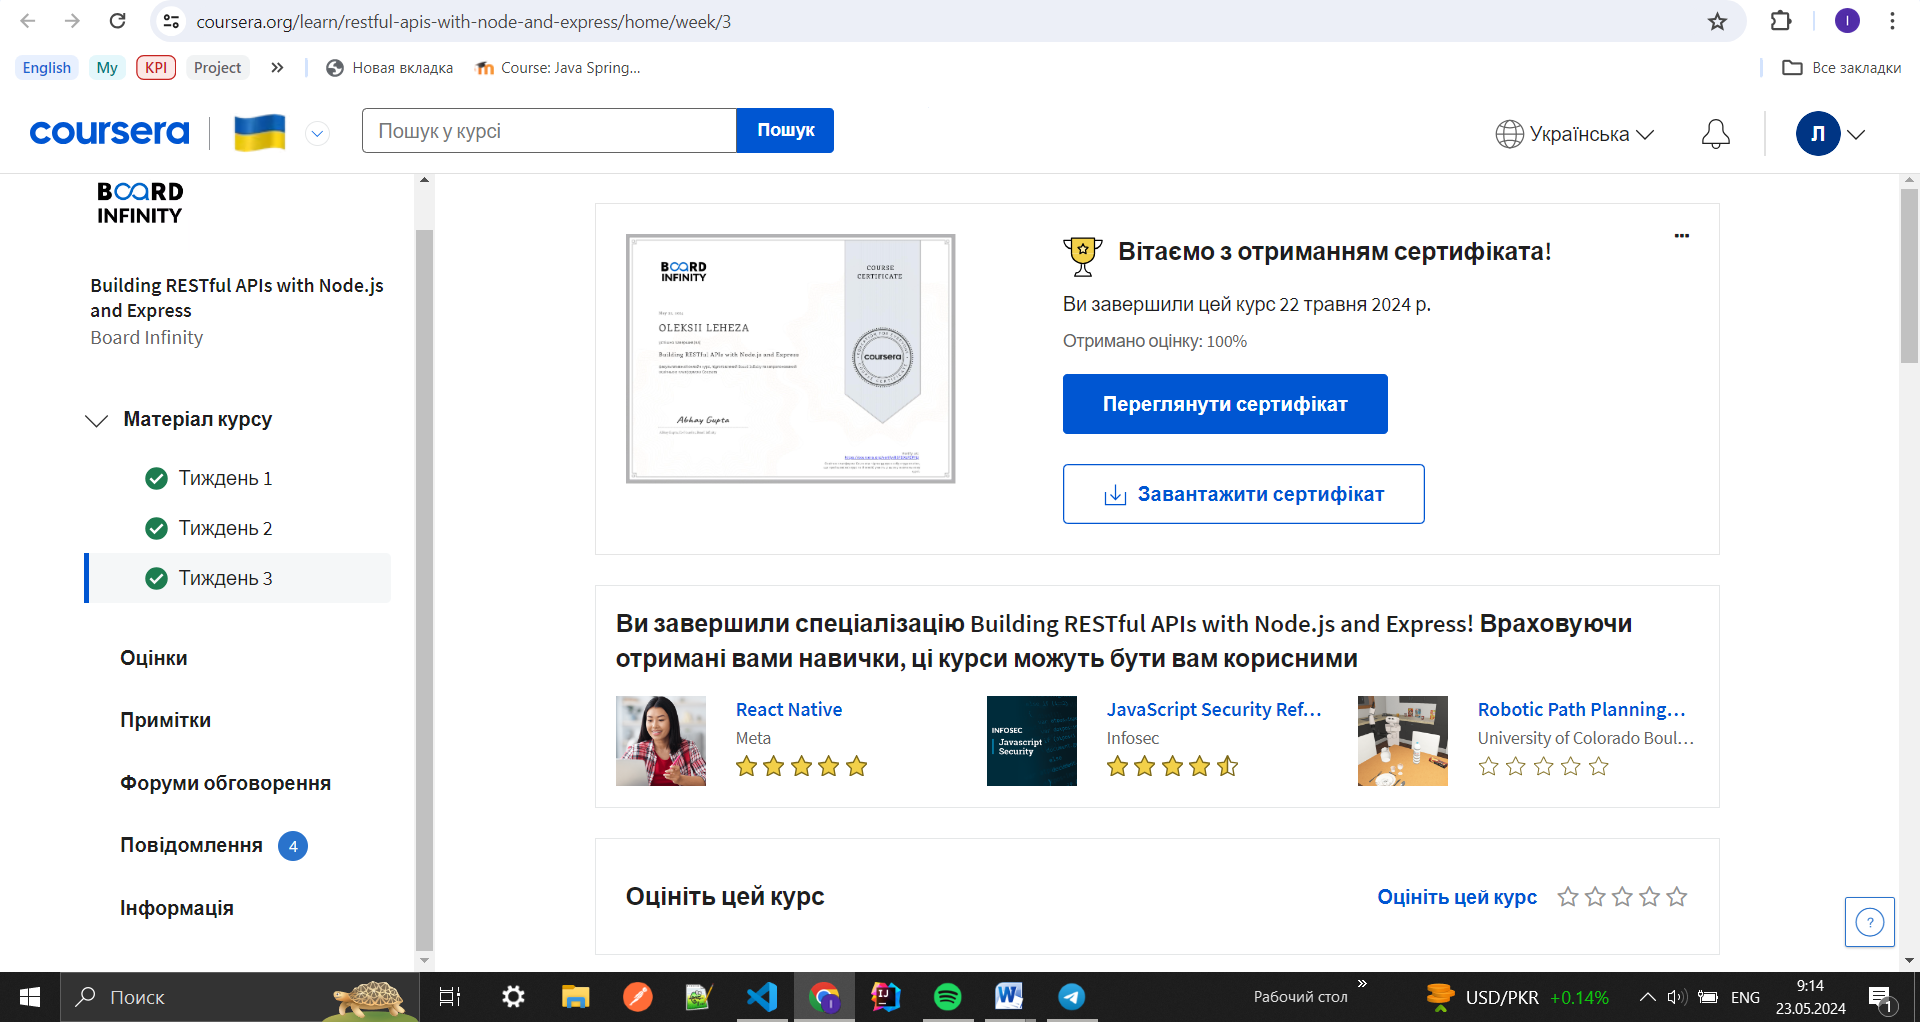 coursera.org/learn/restful-apis-with-node-and-express/home/week/3
I
English
My
KPI
Project
Новая вкладка
Course: Java Spring...
Все закладки
coursera
Пошук у курсі
Пошук
Українська
Л
BOARD
INFINITY
Building RESTful APIs with Node.js
and Express
Board Infinity
Матеріал курсу
Тиждень 1
Тиждень 2
Тиждень 3
Оцінки
Примітки
Форуми обговорення
Повідомлення 4
Інформація
BOARD
INFINITY
COURSE
CERTIFICATE
OLEKSII LEHEZA
Building RESTful APIs with Node.js and Express
coursera
Abhay Gupta
Вітаємо з отриманням сертифіката!
Ви завершили цей курс 22 травня 2024 р.
Отримано оцінку: 100%
Переглянути сертифікат
Завантажити сертифікат
Ви завершили спеціалізацію Building RESTful APIs with Node.js and Express! Враховуючи
отримані вами навички, ці курси можуть бути вам корисними
React Native
Meta
INFOSEC
Javascript
Security
JavaScript Security Ref...
Infosec
Robotic Path Planning...
University of Colorado Boul...
Оцініть цей курс
Оцініть цей курс
?
Поиск
IJ
W
Рабочий стол
USD/PKR +0.14%
ENG
9:14
23.05.2024
1